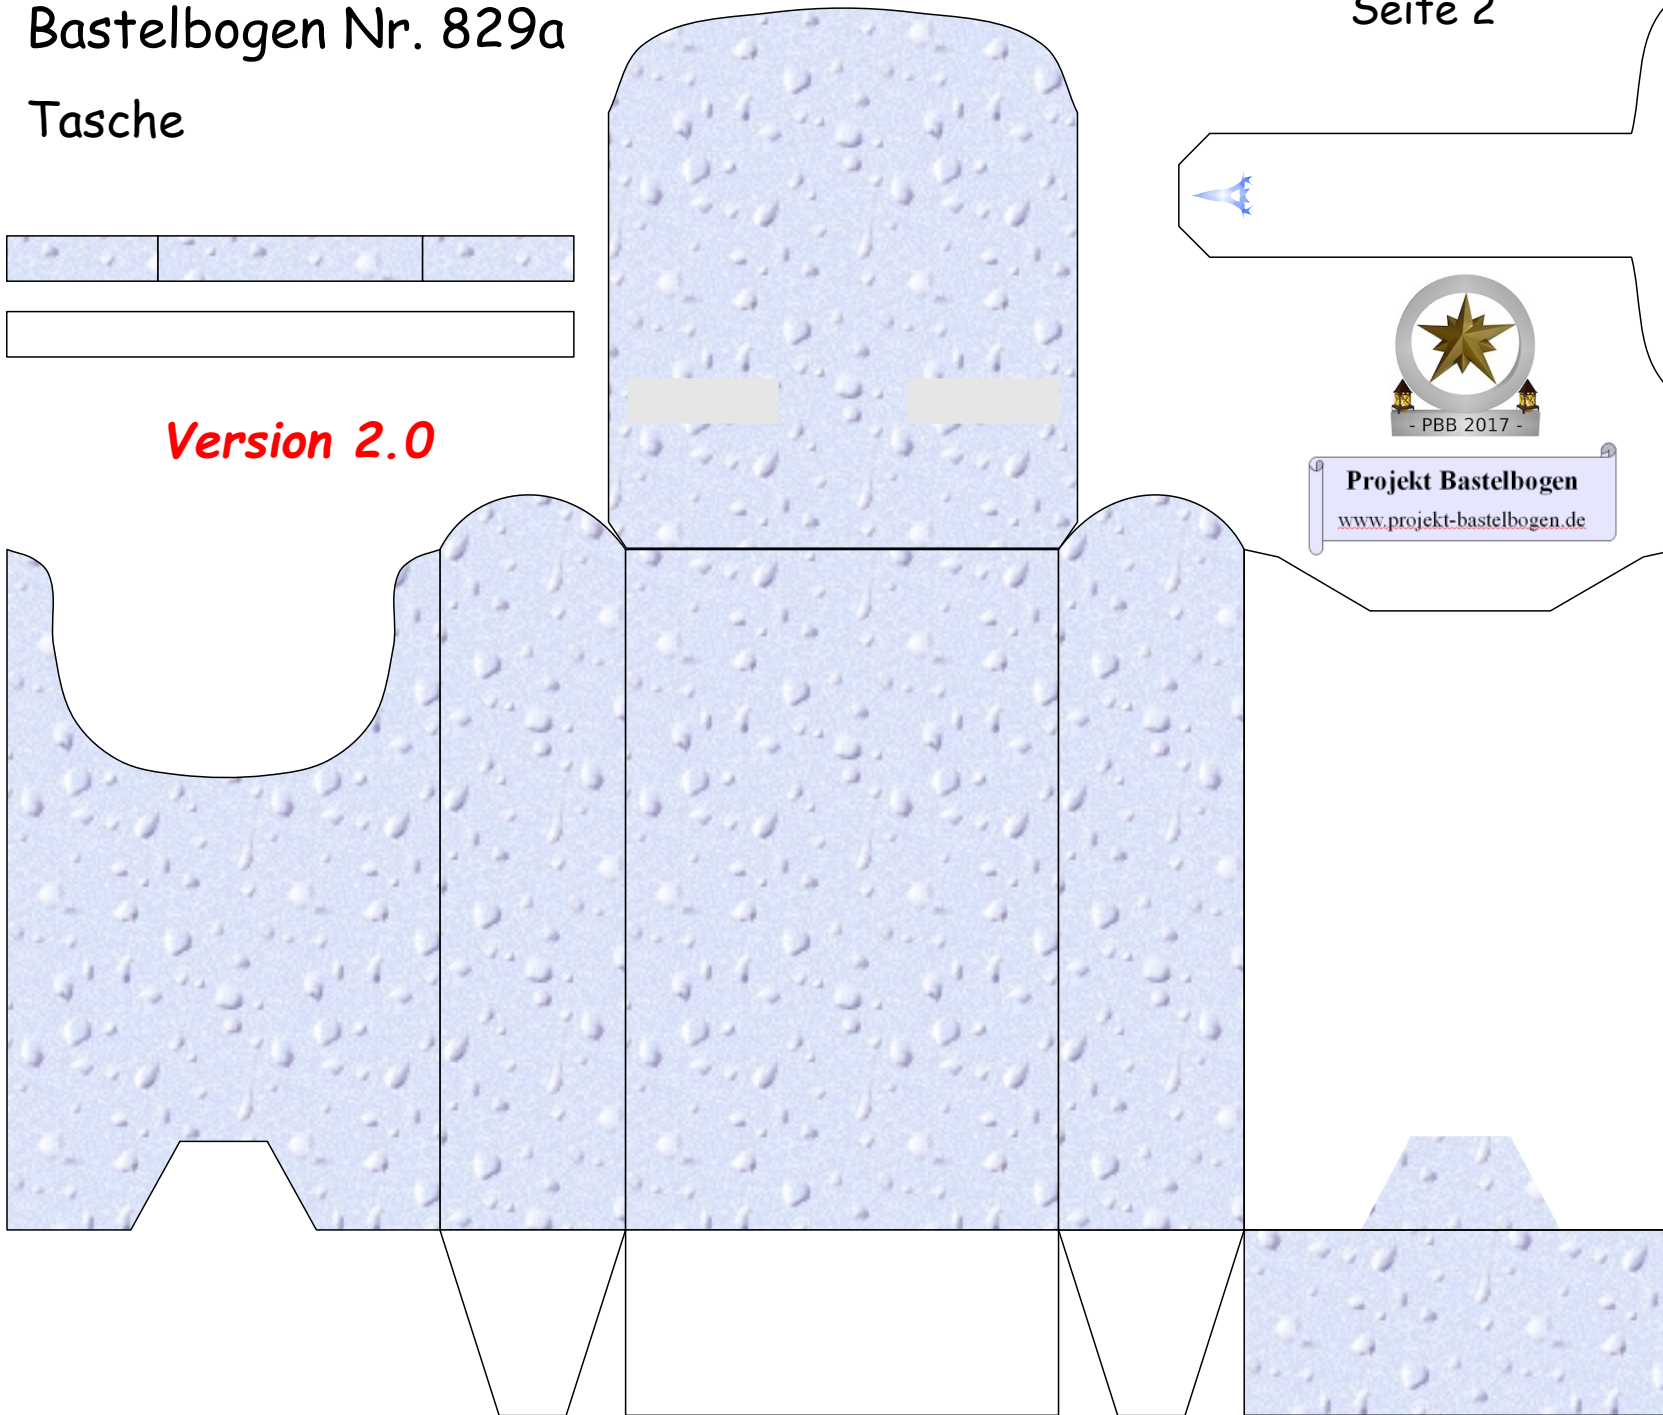 Bastelbogen Nr. 829a
Seite 2
Tasche
Version 2.0
- PBB 2017 -
Projekt Bastelbogen
www.projekt-bastelbogen.de